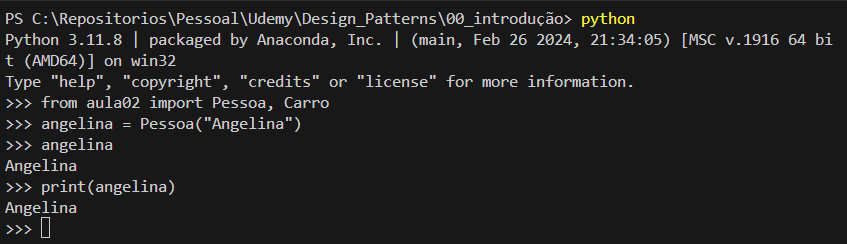 PS C:\Repositorios\Pessoal\Udemy\Design_Patterns\00_introdução> python
Python 3.11.8 | packaged by Anaconda, Inc. | (main, Feb 26 2024, 21:34:05) [MSC v.1916 64 bi
t (AMD64)] on win32
Type "help", "copyright", "credits" or "license" for more information.
>>> from aula02 import Pessoa, Carro
>>> angelina = Pessoa("Angelina")
>>> angelina
Angelina
>>> print(angelina)
Angelina
>>>